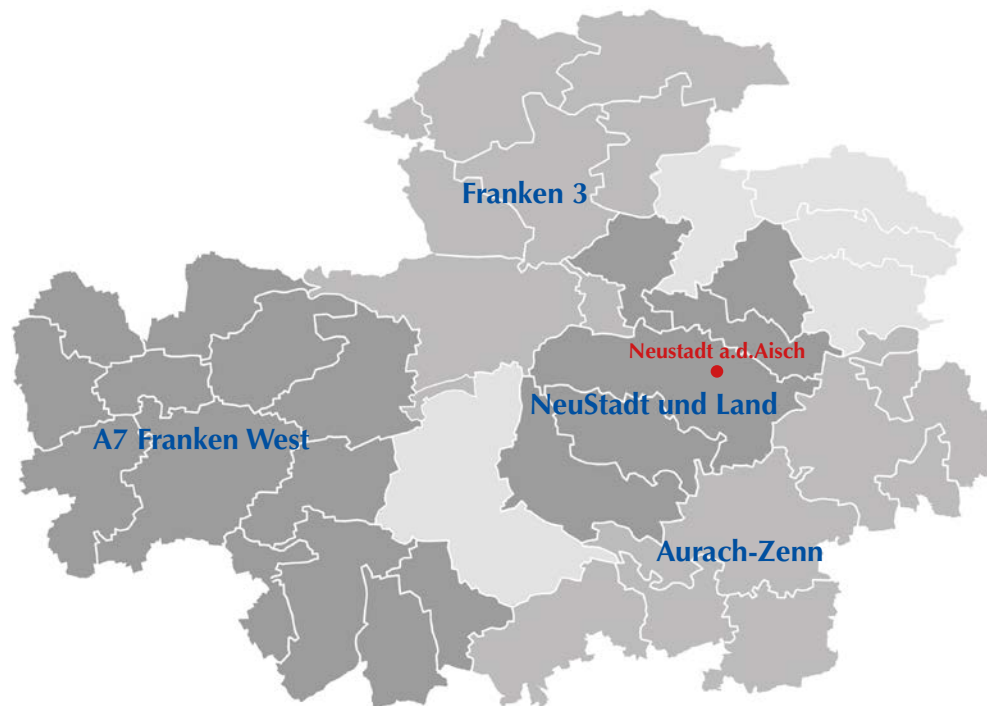 Franken 3
Neustadt a.d.Aisch
NeuStadt und Land
A7 Franken West
Aurach-Zenn